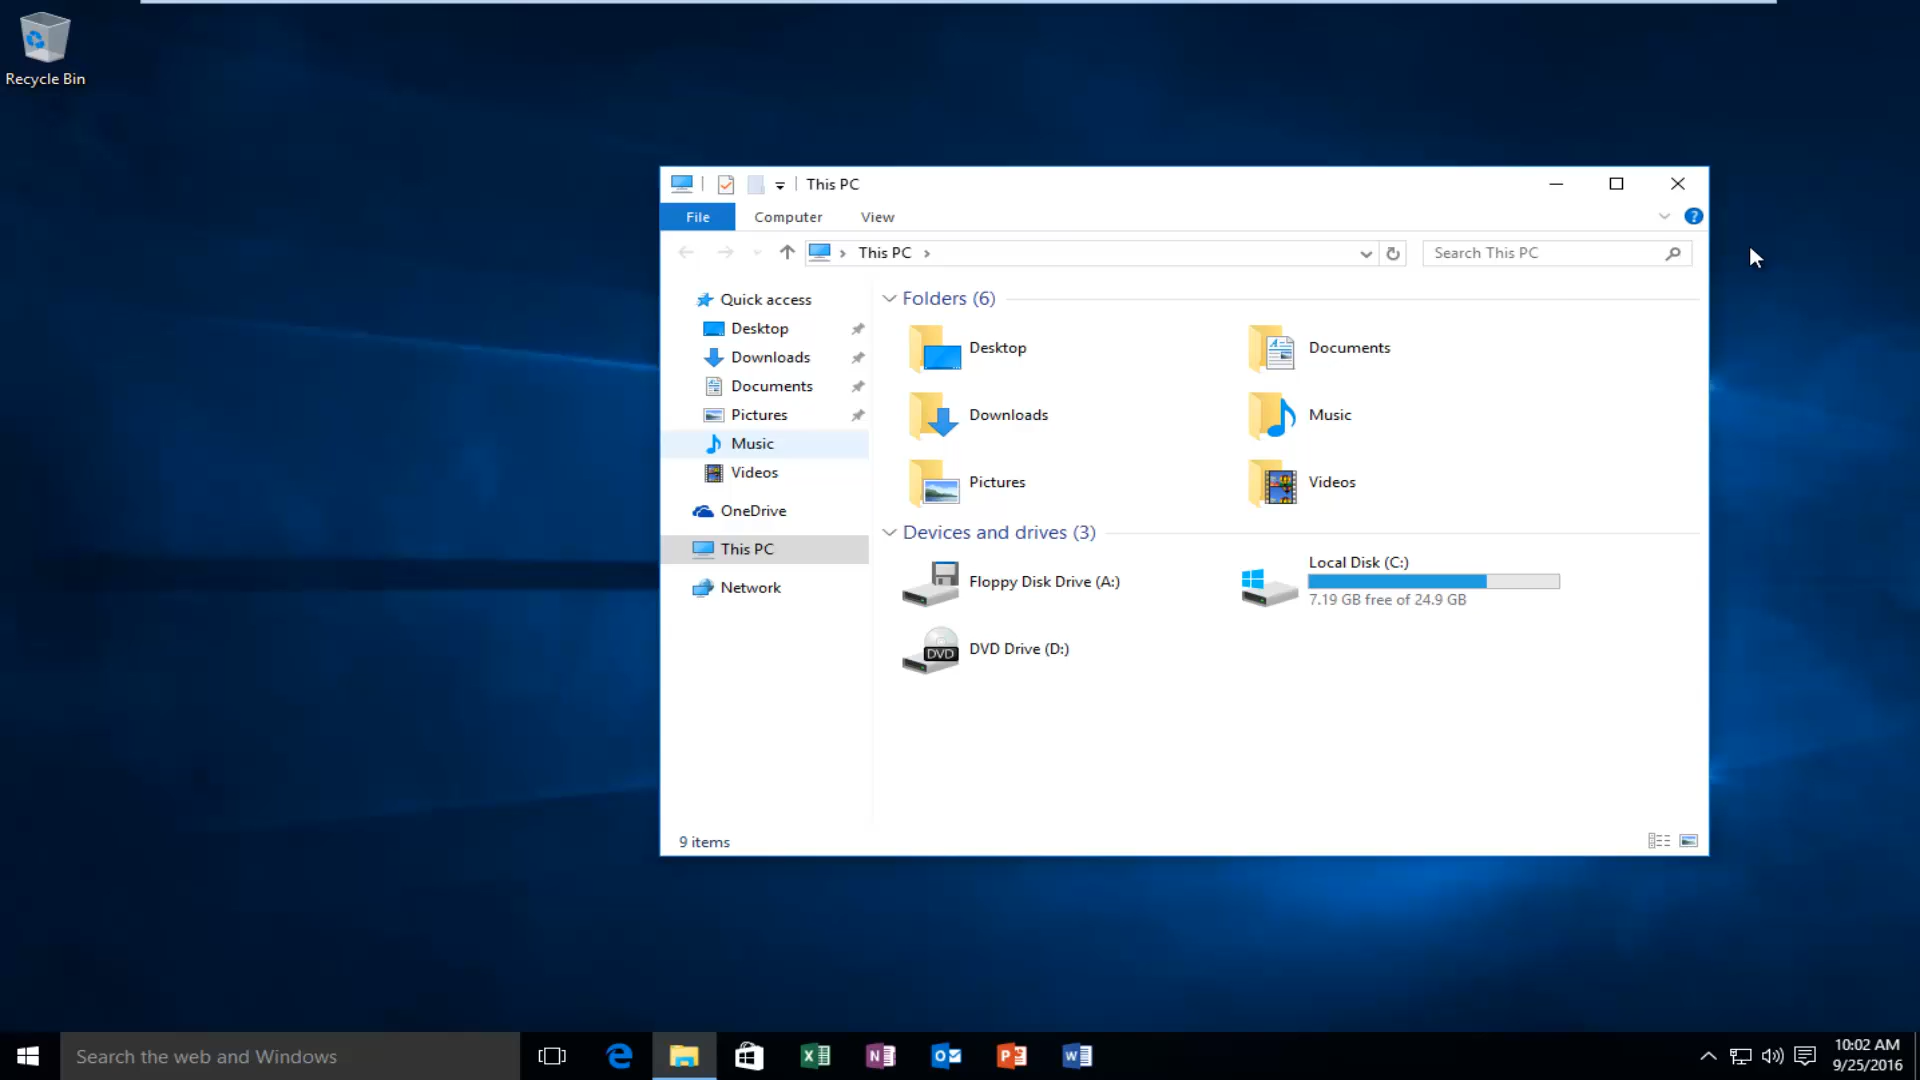 Recycle Bin
This PC
File Computer View
This PC
Search This PC
Quick access
Desktop
Downloads
Documents
Pictures
Music
Videos
OneDrive
This PC
Network
Folders (6)
Desktop
Documents
Downloads
Music
Pictures
Videos
Devices and drives (3)
Floppy Disk Drive (A:)
Local Disk (C:)
7.19 GB free of 24.9 GB
DVD
DVD Drive (D:)
9 items
Search the web and Windows
10:02 AM
9/25/2016